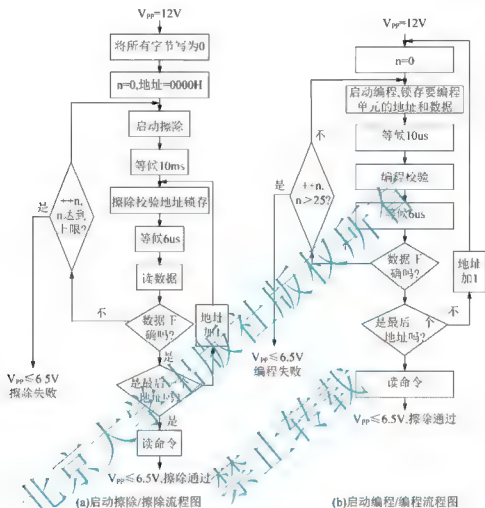 V_PP=12V
将所有字节写为0
n=0,地址=0000H
启动擦除
等候10ms
擦除校验地址锁存
等候6us
读数据
数据正
确吗?
是
是最后一个
地址吗?
是
读命令
V_PP≤6.5V,擦除通过
不
地址
加1
++n,
n达到
上限?
是
V_PP≤6.5V
擦除失败
(a)启动擦除/擦除流程图
V_PP=12V
n=0
启动编程,锁存要编程
单元的地址和数据
等候10us
编程校验
等候6us
数据正
确吗?
是最后一个
地址吗?
不
地址
加1
读命令
V_PP≤6.5V,擦除通过
不
++n,
n>25?
是
V_PP≤6.5V
编程失败
(b)启动编程/编程流程图
北京大学出版社版权所有
禁止转载